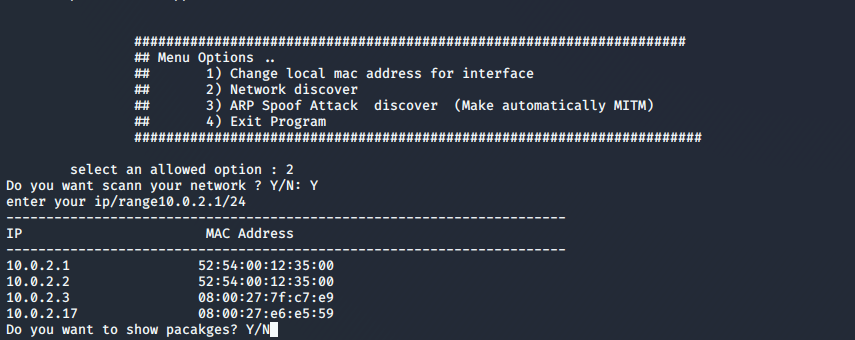 ######################################################################
## Menu Options ..
## 1) Change local mac address for interface
## 2) Network discover
## 3) ARP Spoof Attack discover (Make automatically MITM)
## 4) Exit Program
########################################################################
select an allowed option : 2
Do you want scann your network ? Y/N: Y
enter your ip/range10.0.2.1/24
----------------------------------------------------------------------
IP MAC Address
----------------------------------------------------------------------
10.0.2.1 52:54:00:12:35:00
10.0.2.2 52:54:00:12:35:00
10.0.2.3 08:00:27:7f:c7:e9
10.0.2.17 08:00:27:e6:e5:59
Do you want to show pacakges? Y/N